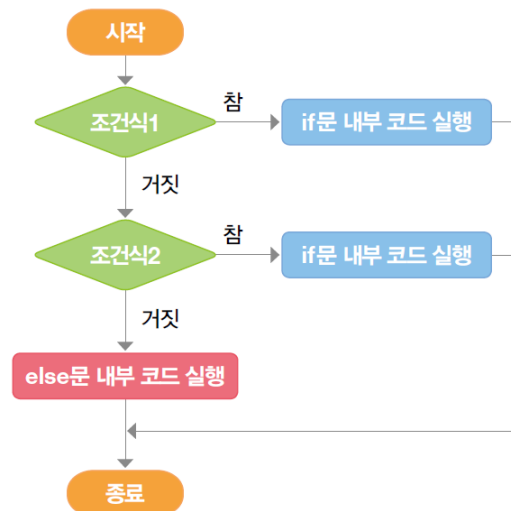 시작
조건식1
참
if문 내부 코드 실행
거짓
조건식2
참
if문 내부 코드 실행
거짓
else문 내부 코드 실행
종료